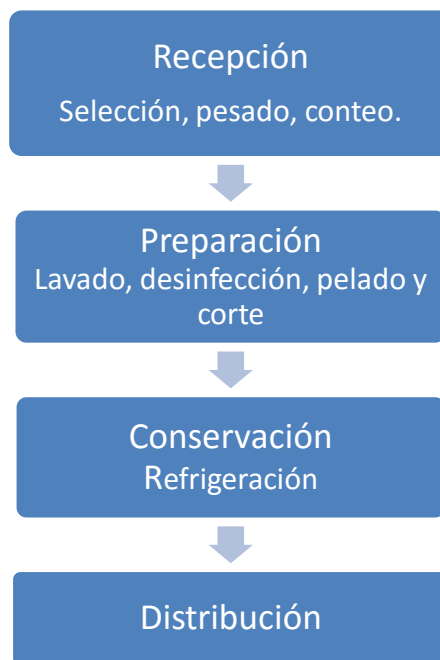 Recepción
Selección, pesado, conteo.
Preparación
Lavado, desinfección, pelado y
corte
Conservación
Refrigeración
Distribución